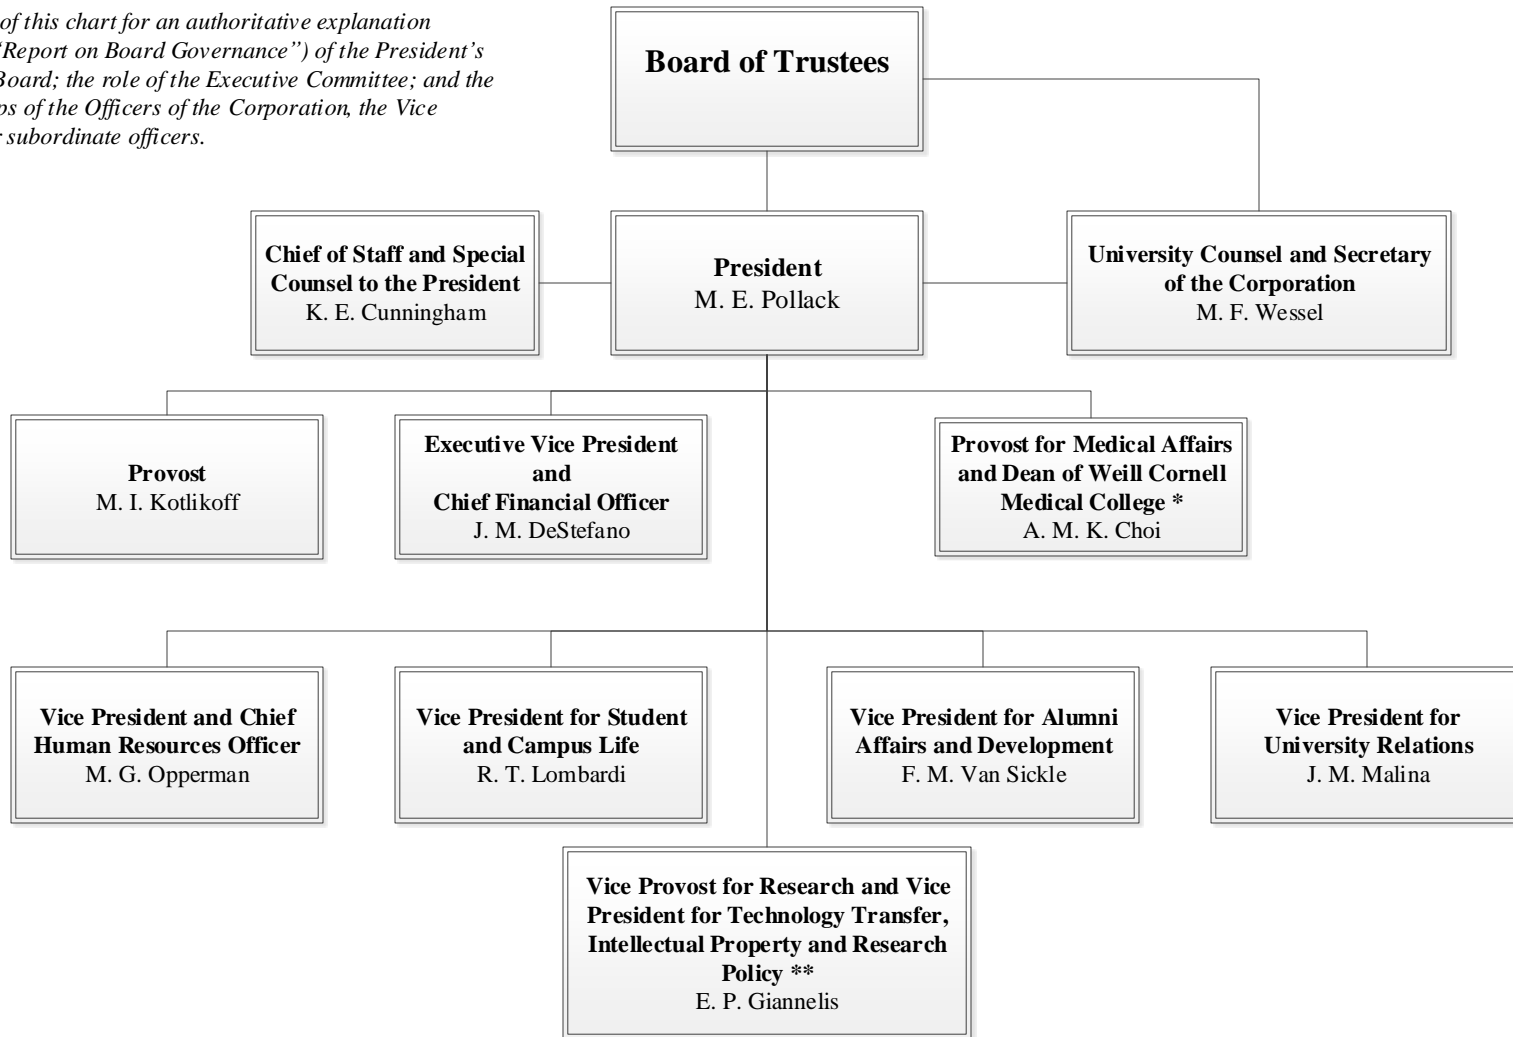 of this chart for an authoritative explanation
“Report on Board Governance”) of the President’s
Board; the role of the Executive Committee; and the
of the Officers of the Corporation, the Vice
subordinate officers.
Board of Trustees
Chief of Staff and Special
Counsel to the President
K. E. Cunningham
President
M. E. Pollack
University Counsel and Secretary
of the Corporation
M. F. Wessel
Provost
M. I. Kotlikoff
Executive Vice President
and
Chief Financial Officer
J. M. DeStefano
Provost for Medical Affairs
and Dean of Weill Cornell
Medical College *
A. M. K. Choi
Vice President and Chief
Human Resources Officer
M. G. Opperman
Vice President for Student
and Campus Life
R. T. Lombardi
Vice President for Alumni
Affairs and Development
F. M. Van Sickle
Vice President for
University Relations
J. M. Malina
Vice Provost for Research and Vice
President for Technology Transfer,
Intellectual Property and Research
Policy **
E. P. Giannelis